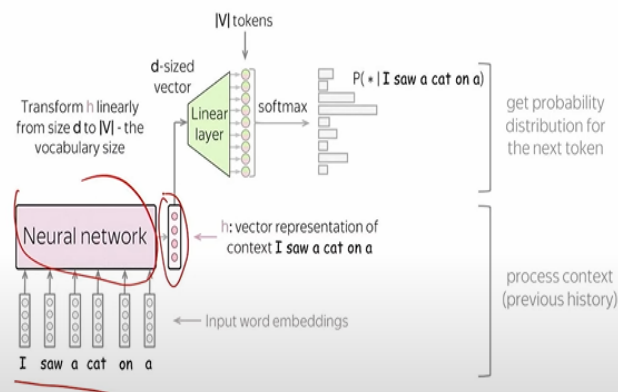 |V| tokens
d-sized
vector
P( * | I saw a cat on a)
Transform h linearly
from size d to |V| - the
vocabulary size
Linear
layer
softmax
get probability
distribution for
the next token
Neural network
h: vector representation of
context I saw a cat on a
process context
(previous history)
Input word embeddings
I saw a cat on a